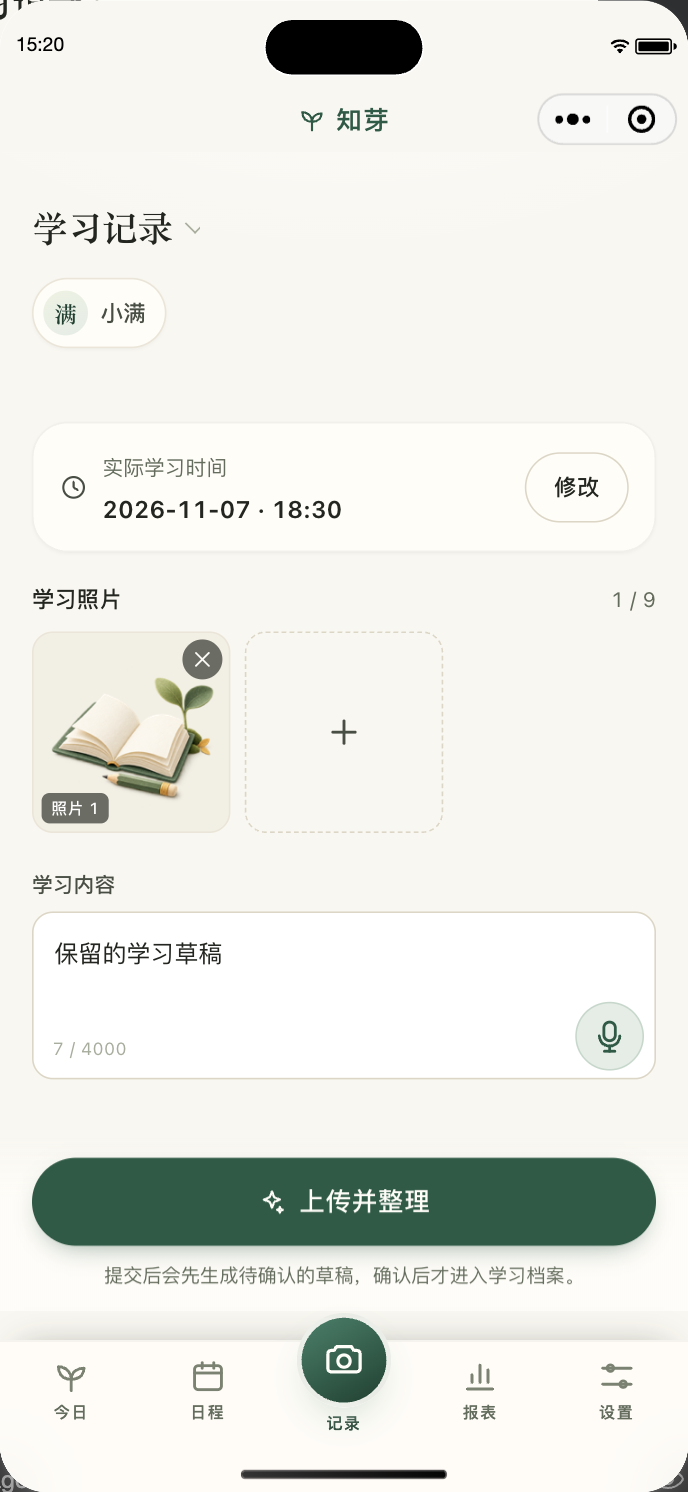 15:20
知芽
学习记录
满 小满
实际学习时间
2026-11-07 · 18:30
修改
学习照片
1 / 9
照片 1
学习内容
保留的学习草稿
7 / 4000
上传并整理
提交后会先生成待确认的草稿，确认后才进入学习档案。
今日
日程
记录
报表
设置